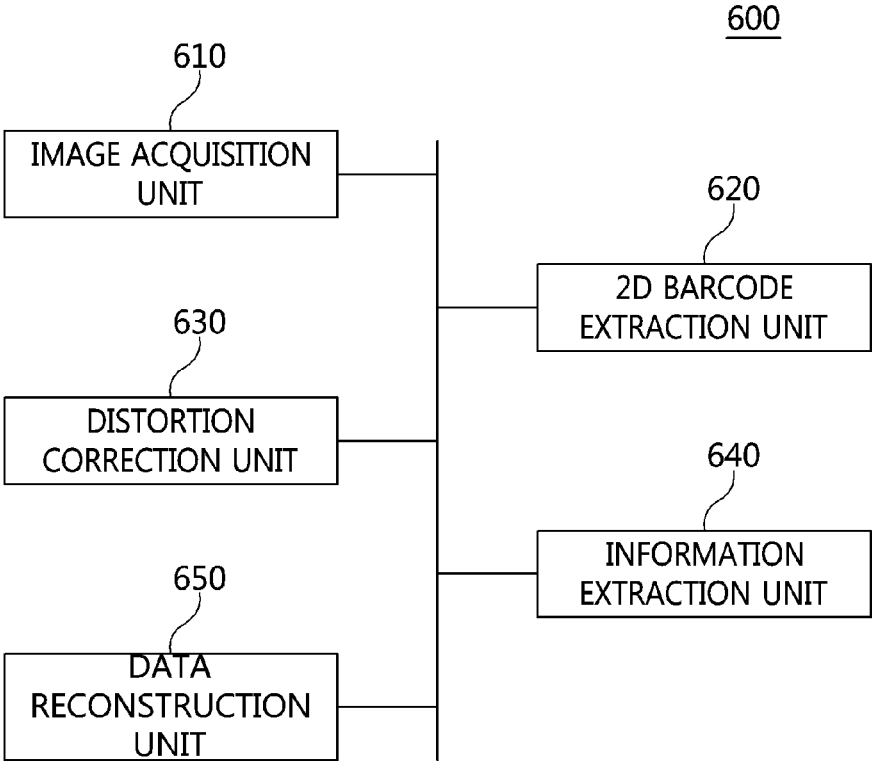 600
610
IMAGE ACQUISITION
UNIT
620
2D BARCODE
EXTRACTION UNIT
630
DISTORTION
CORRECTION UNIT
640
INFORMATION
EXTRACTION UNIT
650
DATA
RECONSTRUCTION
UNIT